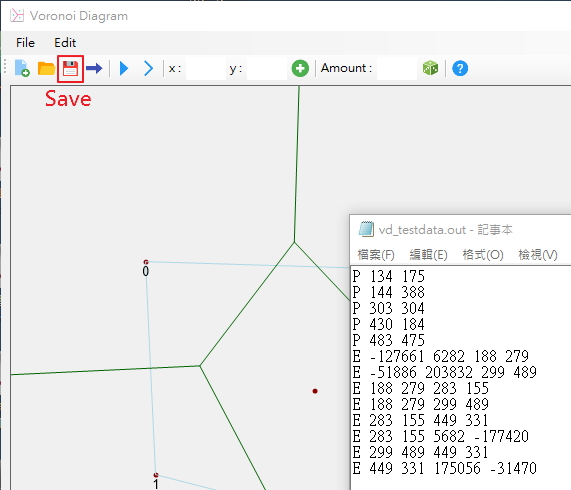 Voronoi Diagram
File Edit
x : y : Amount : ?
Save
0
1
vd_testdata.out - 記事本
檔案(F) 編輯(E) 格式(O) 檢視(V)
P 134 175
P 144 388
P 303 304
P 430 184
P 483 475
E -127661 6282 188 279
E -51886 203832 299 489
E 188 279 283 155
E 188 279 299 489
E 283 155 449 331
E 283 155 5682 -177420
E 299 489 449 331
E 449 331 175056 -31470